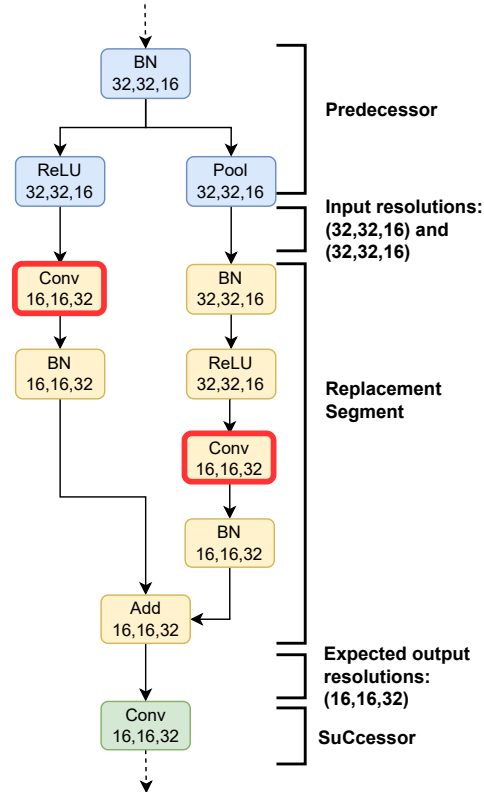 BN
32,32,16
Predecessor
ReLU
32,32,16
Pool
32,32,16
Input resolutions:
(32,32,16) and
(32,32,16)
Conv
16,16,32
BN
32,32,16
BN
16,16,32
ReLU
32,32,16
Replacement
Segment
Conv
16,16,32
BN
16,16,32
Add
16,16,32
Expected output
resolutions:
(16,16,32)
Conv
16,16,32
SuCcessor